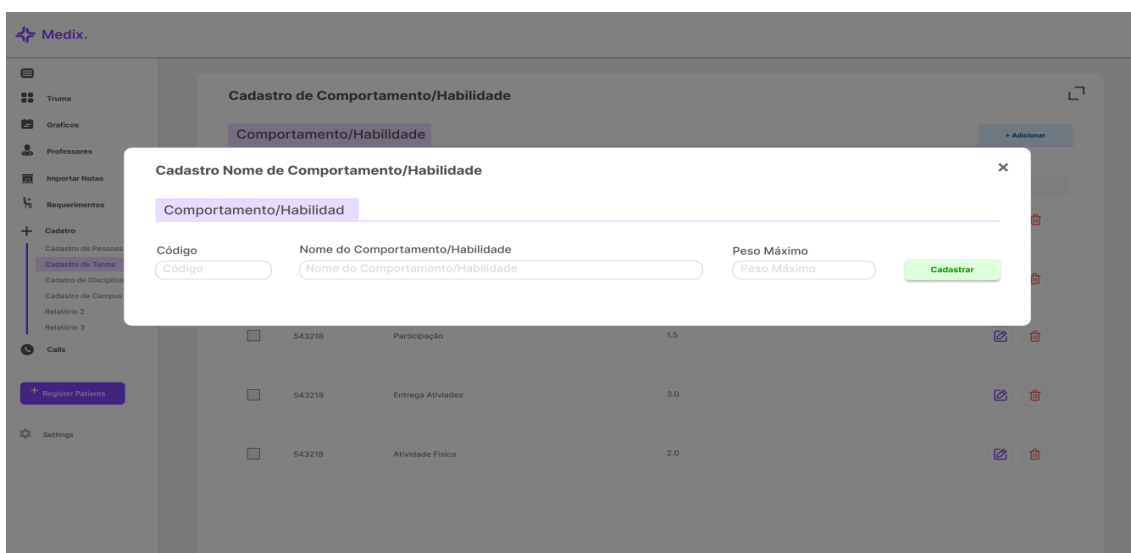 Medix.
Truma
Graficos
Professores
Importar Notas
Requerimentos
Cadatro
Cadastro de Pessoas
Cadastro de Turma
Cadatro de Disciplina
Cadastro de Campus
Relatório 2
Relatório 3
Calls
+ Register Patients
Settings
Cadastro de Comportamento/Habilidade
Comportamento/Habilidade
+ Adicionar
Cadastro Nome de Comportamento/Habilidade
Comportamento/Habilidad
Código Nome do Comportamento/Habilidade Peso Máximo
Código Nome do Comportamento/Habilidade Peso Máximo Cadastrar
543218 Participação 1.5
543218 Entrega Ativiades 3.0
543218 Atividade Fisica 2.0